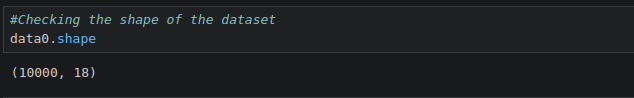 #Checking the shape of the dataset
data0.shape
(10000, 18)